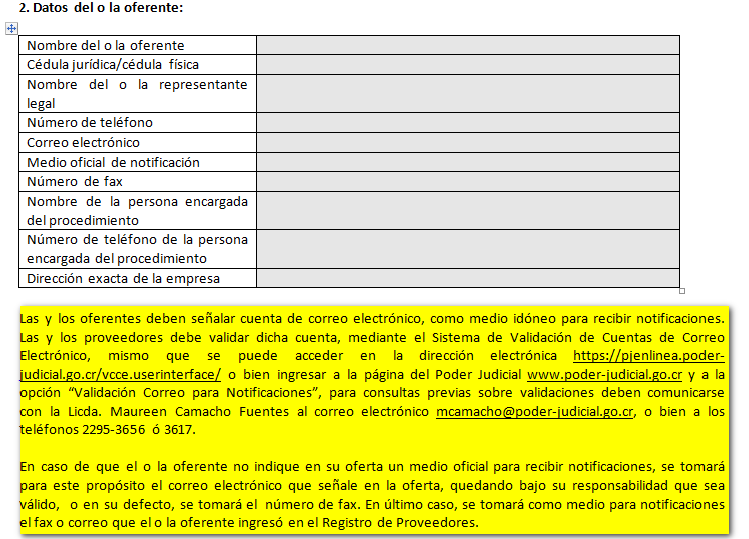 2. Datos del o la oferente:
Nombre del o la oferente
Cédula jurídica/cédula física
Nombre del o la representante
legal
Número de teléfono
Correo electrónico
Medio oficial de notificación
Número de fax
Nombre de la persona encargada
del procedimiento
Número de teléfono de la persona
encargada del procedimiento
Dirección exacta de la empresa
Las y los oferentes deben señalar cuenta de correo electrónico, como medio idóneo para recibir notificaciones.
Las y los proveedores debe validar dicha cuenta, mediante el Sistema de Validación de Cuentas de Correo
Electrónico, mismo que se puede acceder en la dirección electrónica https://pjenlinea.poder-
judicial.go.cr/vcce.userinterface/ o bien ingresar a la página del Poder Judicial www.poder-judicial.go.cr y a la
opción “Validación Correo para Notificaciones”, para consultas previas sobre validaciones deben comunicarse
con la Licda. Maureen Camacho Fuentes al correo electrónico mcamacho@poder-judicial.go.cr, o bien a los
teléfonos 2295-3656 ó 3617.
En caso de que el o la oferente no indique en su oferta un medio oficial para recibir notificaciones, se tomará
para este propósito el correo electrónico que señale en la oferta, quedando bajo su responsabilidad que sea
válido, o en su defecto, se tomará el número de fax. En último caso, se tomará como medio para notificaciones
el fax o correo que el o la oferente ingresó en el Registro de Proveedores.